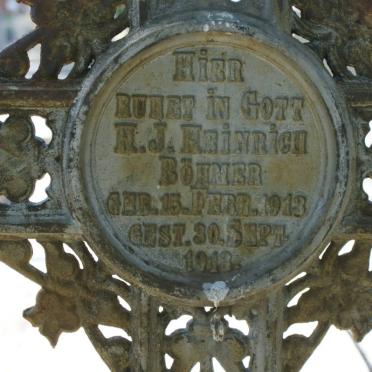 Hier
ruhet in Gott
H. J. Heinrich
Böhmer
geb. 15. Febr. 1913
gest. 30. Sept.
1913